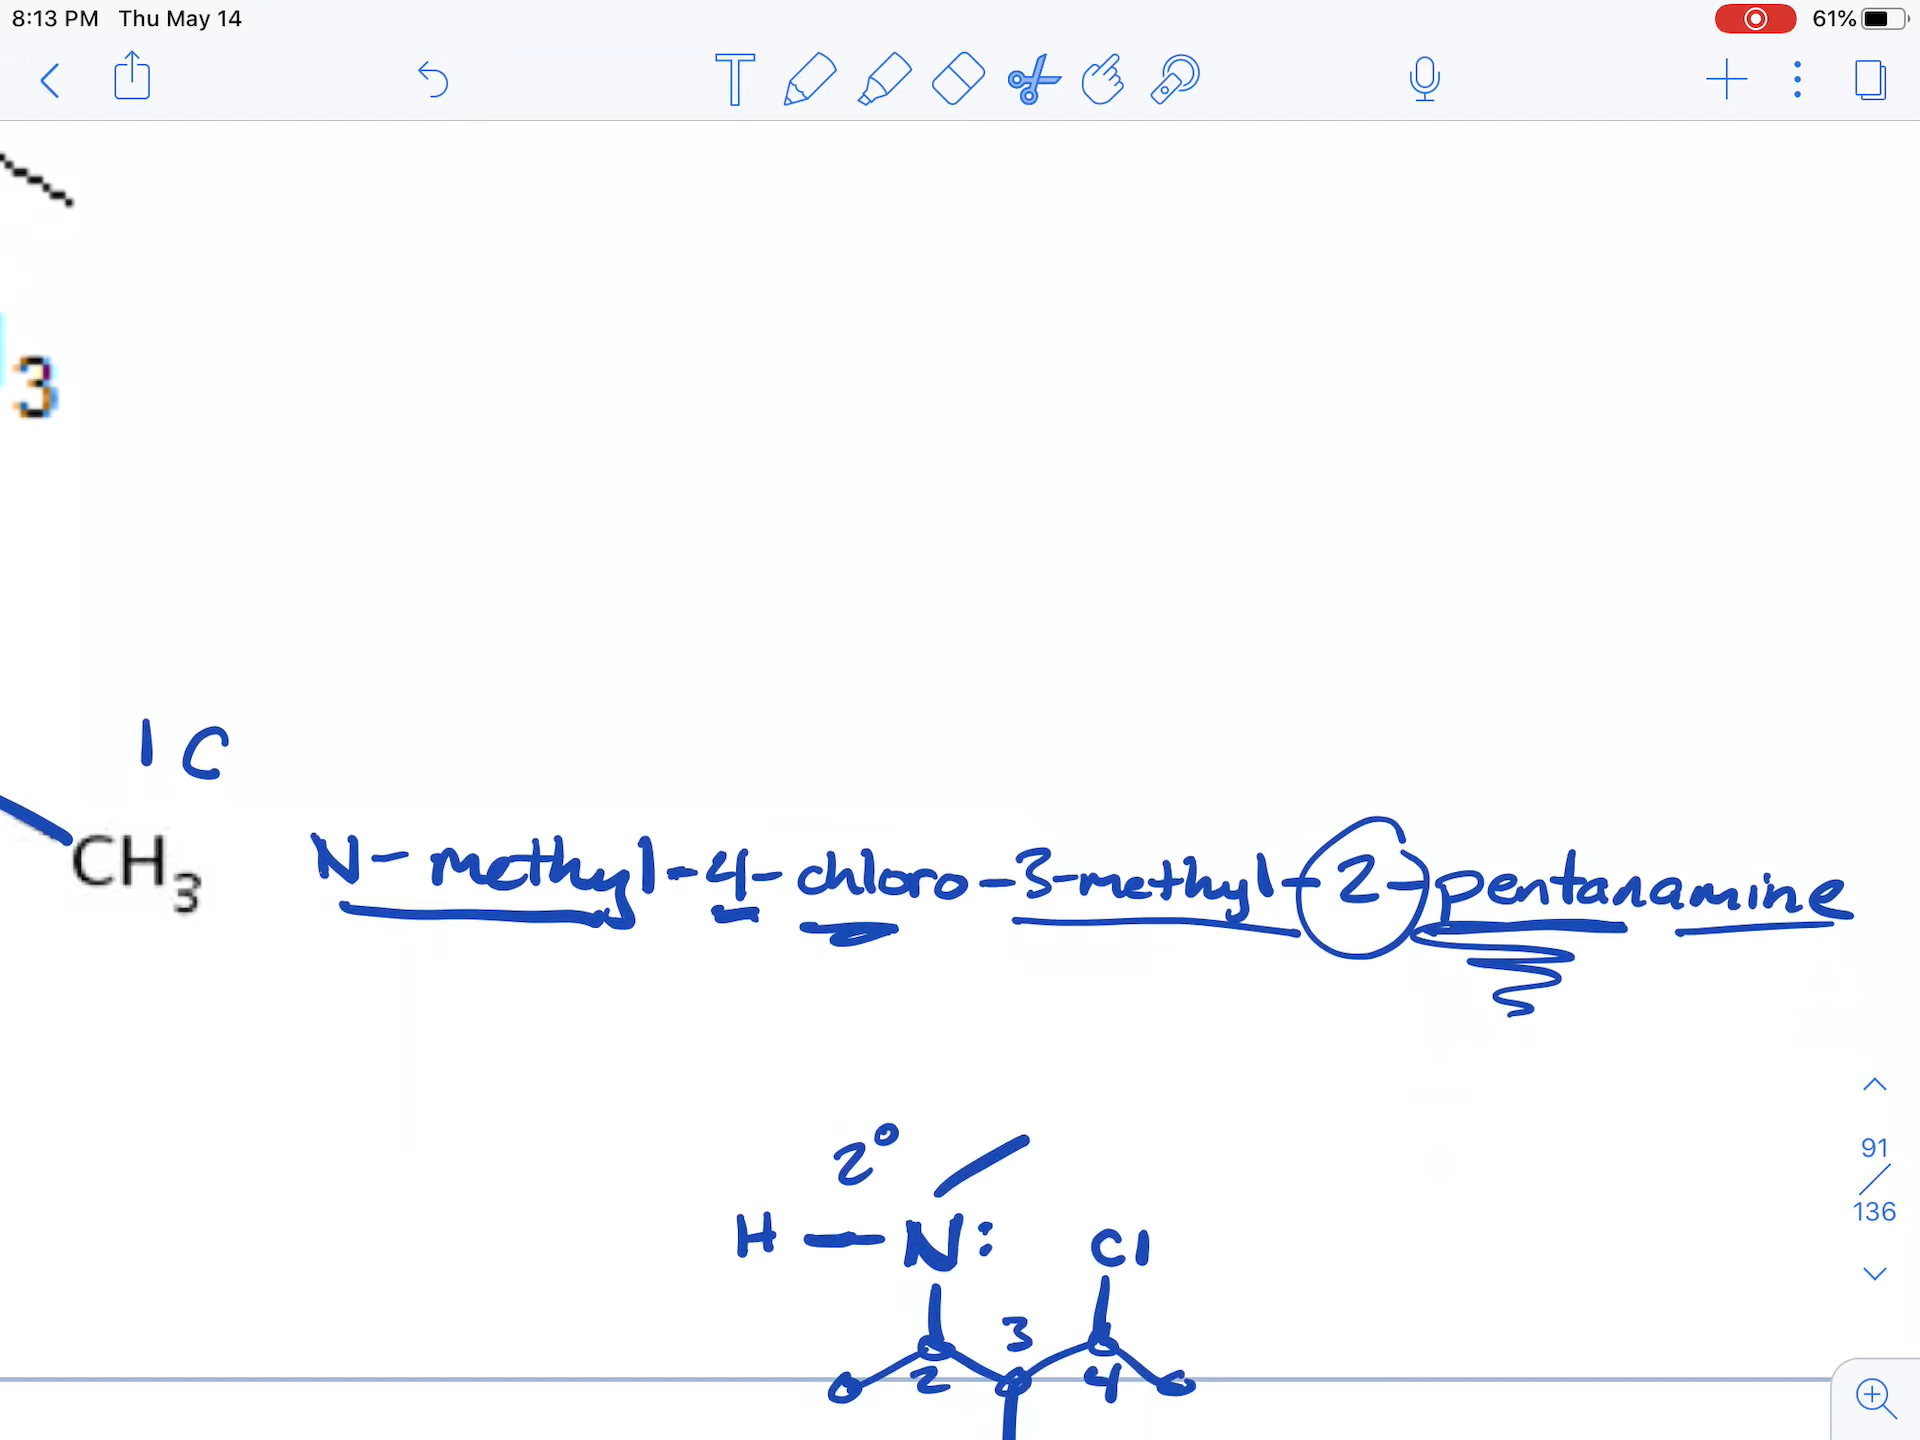 8:13 PM Thu May 14
61%
T
3
1 C
CH3
N-methyl-4-chloro-3-methyl-2-pentanamine
91
136
2°
H—N: Cl
3
2 4